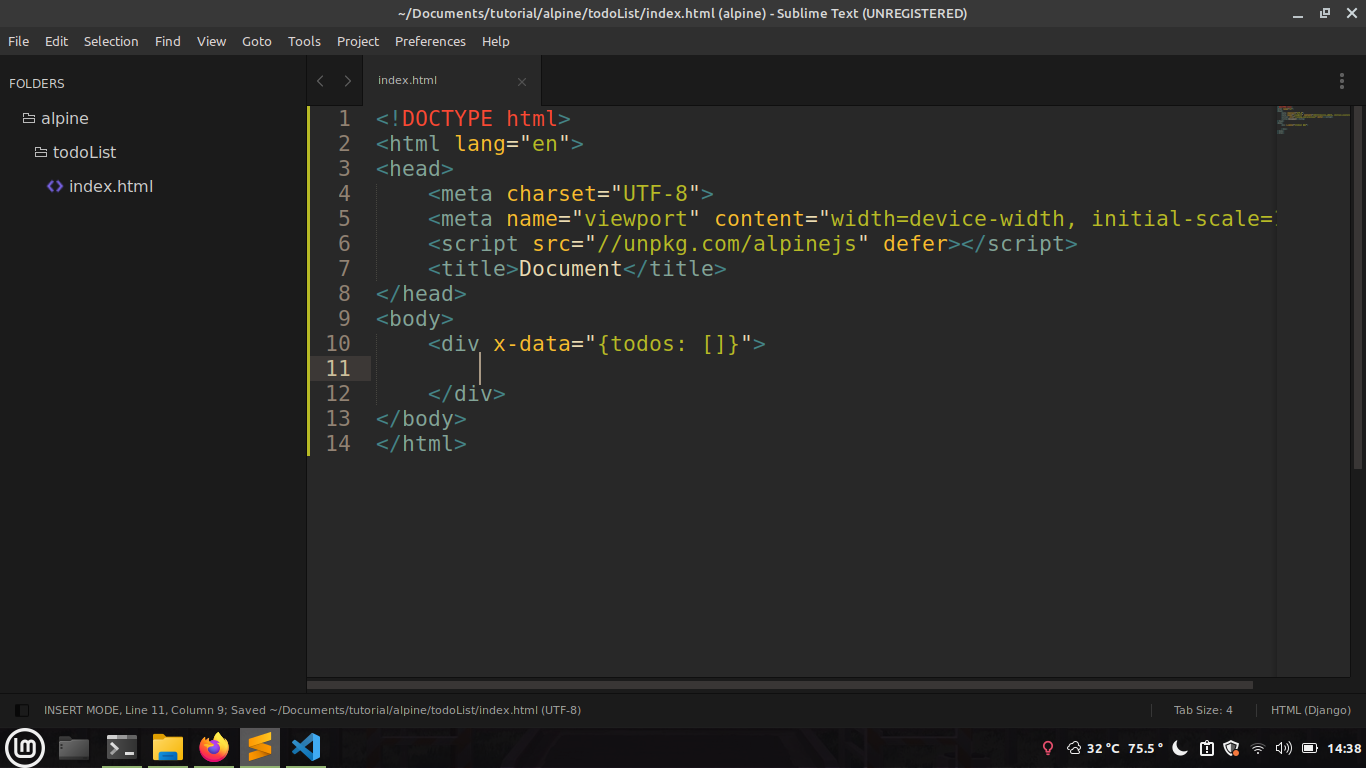 ~/Documents/tutorial/alpine/todoList/index.html (alpine) - Sublime Text (UNREGISTERED)
File Edit Selection Find View Goto Tools Project Preferences Help
FOLDERS
alpine
todoList
index.html
index.html
1 <!DOCTYPE html>
2 <html lang="en">
3 <head>
4     <meta charset="UTF-8">
5     <meta name="viewport" content="width=device-width, initial-scale=
6     <script src="//unpkg.com/alpinejs" defer></script>
7     <title>Document</title>
8 </head>
9 <body>
10     <div x-data="{todos: []}">
11
12     </div>
13 </body>
14 </html>
INSERT MODE, Line 11, Column 9; Saved ~/Documents/tutorial/alpine/todoList/index.html (UTF-8)
Tab Size: 4
HTML (Django)
32 °C 75.5 ° 14:38